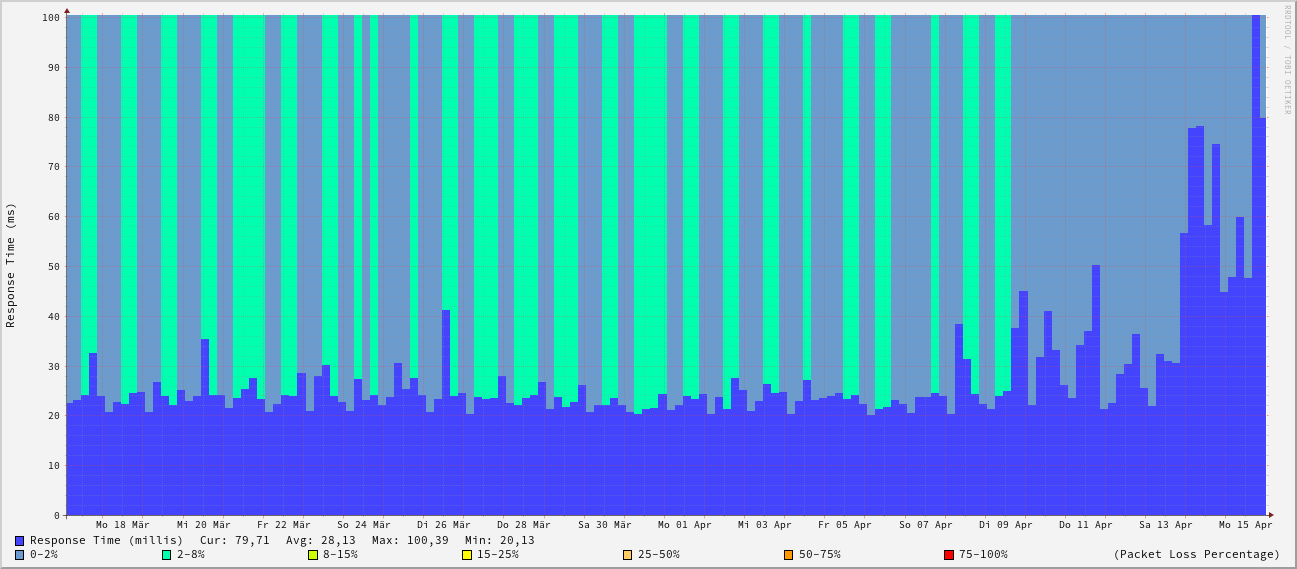 RRDTOOL / TOBI OETIKER
Response Time (ms)
100
90
80
70
60
50
40
30
20
10
0
Mo 18 Mär Mi 20 Mär Fr 22 Mär So 24 Mär Di 26 Mär Do 28 Mär Sa 30 Mär Mo 01 Apr Mi 03 Apr Fr 05 Apr So 07 Apr Di 09 Apr Do 11 Apr Sa 13 Apr Mo 15 Apr
Response Time (millis) Cur: 79,71 Avg: 28,13 Max: 100,39 Min: 20,13
0-2% 2-8% 8-15% 15-25% 25-50% 50-75% 75-100% (Packet Loss Percentage)